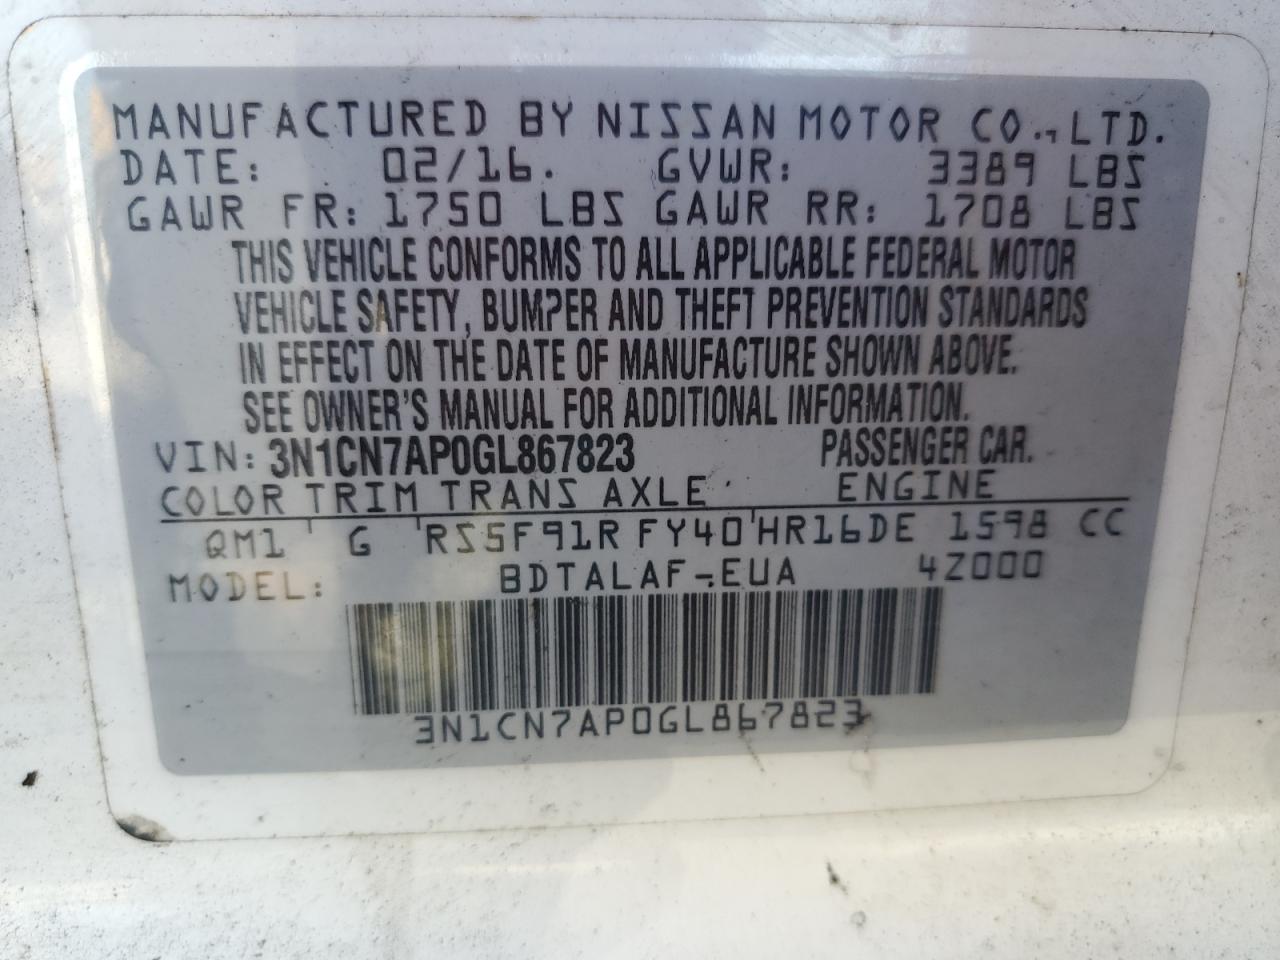 MANUFACTURED BY NISSAN MOTOR CO., LTD.
DATE: 02/16. GVWR: 3389 LBS
GAWR FR: 1750 LBS GAWR RR: 1708 LBS
THIS VEHICLE CONFORMS TO ALL APPLICABLE FEDERAL MOTOR
VEHICLE SAFETY, BUMPER AND THEFT PREVENTION STANDARDS
IN EFFECT ON THE DATE OF MANUFACTURE SHOWN ABOVE.
SEE OWNER'S MANUAL FOR ADDITIONAL INFORMATION.
VIN: 3N1CN7AP0GL867823 PASSENGER CAR.
COLOR TRIM TRANS AXLE ENGINE
QM1 G RS5F91R FY40 HR16DE 1598 CC
MODEL: BDTALAF-EUA 4Z000
3N1CN7AP0GL867823